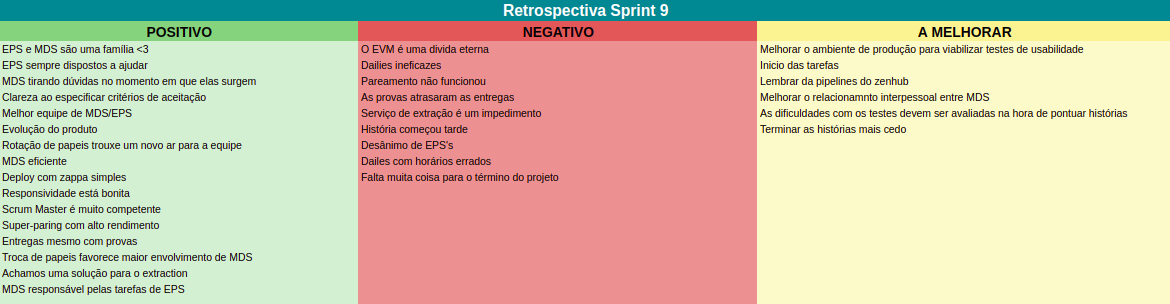 Retrospectiva Sprint 9
POSITIVO
EPS e MDS são uma família <3
EPS sempre dispostos a ajudar
MDS tirando dúvidas no momento em que elas surgem
Clareza ao especificar critérios de aceitação
Melhor equipe de MDS/EPS
Evolução do produto
Rotação de papeis trouxe um novo ar para a equipe
MDS eficiente
Deploy com zappa simples
Responsividade está bonita
Scrum Master é muito competente
Super-paring com alto rendimento
Entregas mesmo com provas
Troca de papeis favorece maior envolvimento de MDS
Achamos uma solução para o extraction
MDS responsável pelas tarefas de EPS
NEGATIVO
O EVM é uma divida eterna
Dailies ineficazes
Pareamento não funcionou
As provas atrasaram as entregas
Serviço de extração é um impedimento
História começou tarde
Desânimo de EPS's
Dailes com horários errados
Falta muita coisa para o término do projeto
A MELHORAR
Melhorar o ambiente de produção para viabilizar testes de usabilidade
Inicio das tarefas
Lembrar da pipelines do zenhub
Melhorar o relacionamnto interpessoal entre MDS
As dificuldades com os testes devem ser avaliadas na hora de pontuar histórias
Terminar as histórias mais cedo